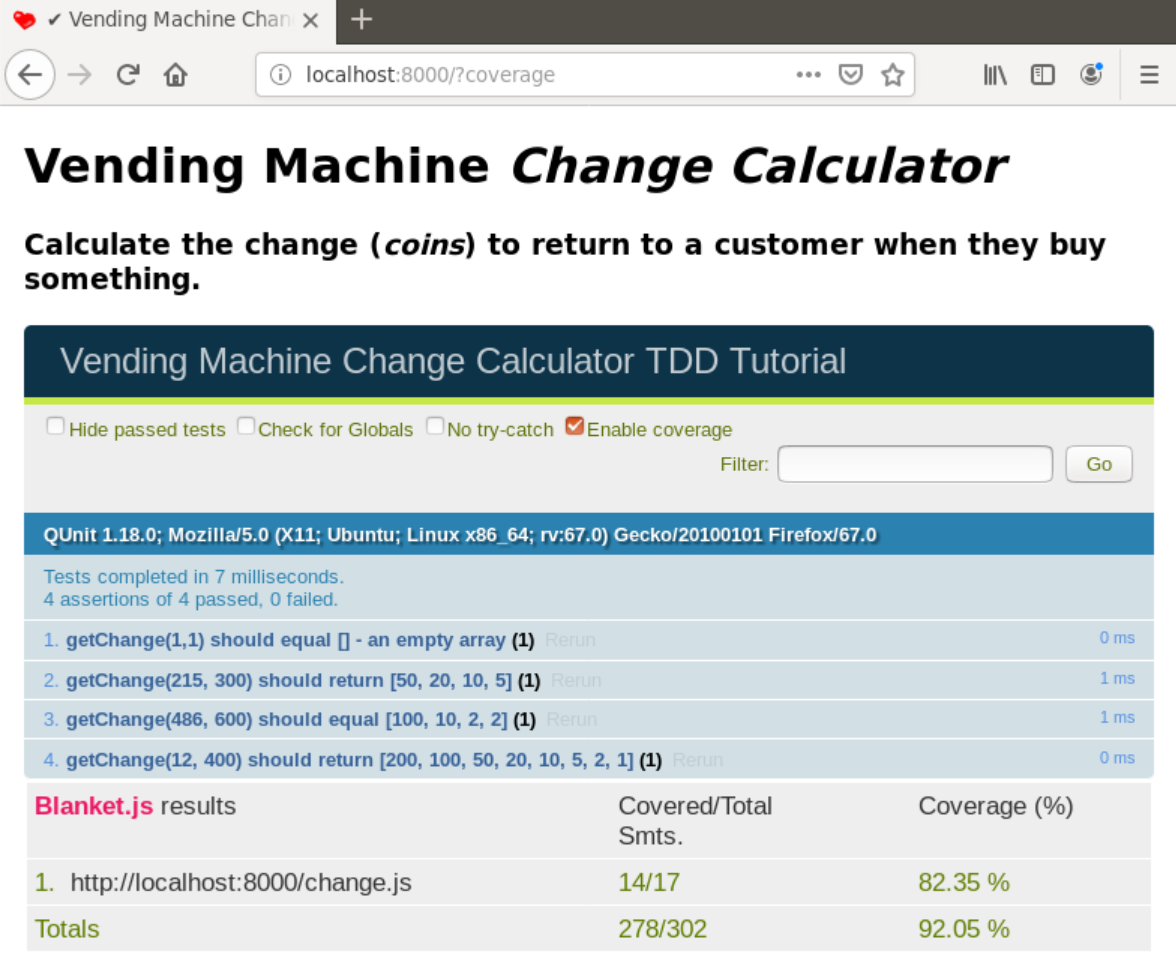 ✔ Vending Machine Chan
localhost:8000/?coverage
Vending Machine Change Calculator
Calculate the change (coins) to return to a customer when they buy
something.
Vending Machine Change Calculator TDD Tutorial
Hide passed tests Check for Globals No try-catch Enable coverage
Filter: Go
QUnit 1.18.0; Mozilla/5.0 (X11; Ubuntu; Linux x86_64; rv:67.0) Gecko/20100101 Firefox/67.0
Tests completed in 7 milliseconds.
4 assertions of 4 passed, 0 failed.
1. getChange(1,1) should equal [] - an empty array (1) Rerun 0 ms
2. getChange(215, 300) should return [50, 20, 10, 5] (1) Rerun 1 ms
3. getChange(486, 600) should equal [100, 10, 2, 2] (1) Rerun 1 ms
4. getChange(12, 400) should return [200, 100, 50, 20, 10, 5, 2, 1] (1) Rerun 0 ms
Blanket.js results Covered/Total Coverage (%)
Smts.
1. http://localhost:8000/change.js 14/17 82.35 %
Totals 278/302 92.05 %